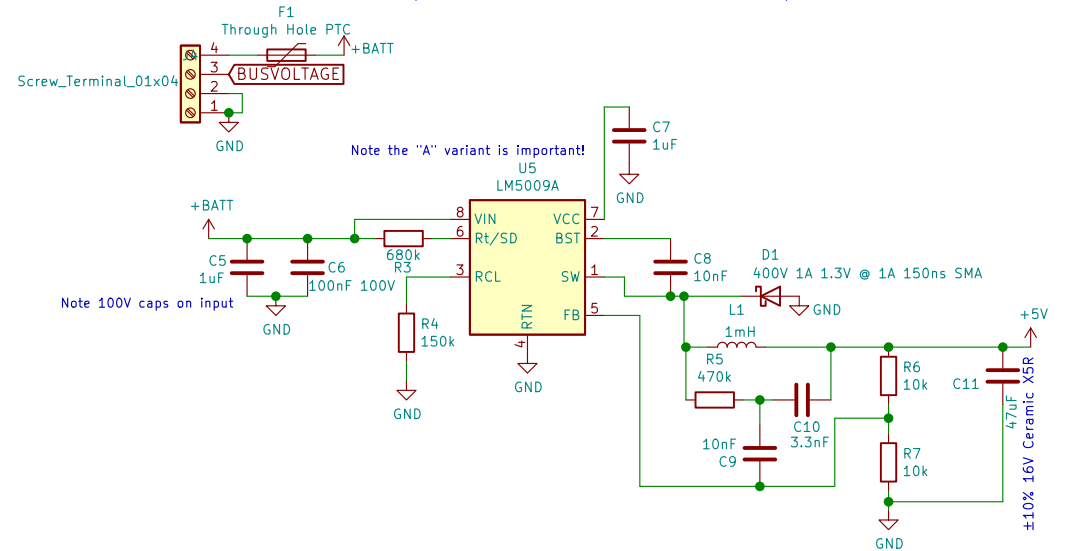 F1
Through Hole PTC
+BATT
4
3
2
1
BUSVOLTAGE
Screw_Terminal_01x04
GND
Note the "A" variant is important!
U5
LM5009A
C7
1uF
GND
+BATT
8
VIN
VCC
7
6
Rt/SD
BST
2
3
RCL
SW
1
FB
5
RTN
4
GND
680k
R3
C5
1uF
C6
100nF 100V
Note 100V caps on input
GND
R4
150k
GND
C8
10nF
D1
400V 1A 1.3V @ 1A 150ns SMA
GND
L1
1mH
+5V
R5
470k
C10
3.3nF
10nF
C9
R6
10k
R7
10k
C11
47uF
±10% 16V Ceramic X5R
GND